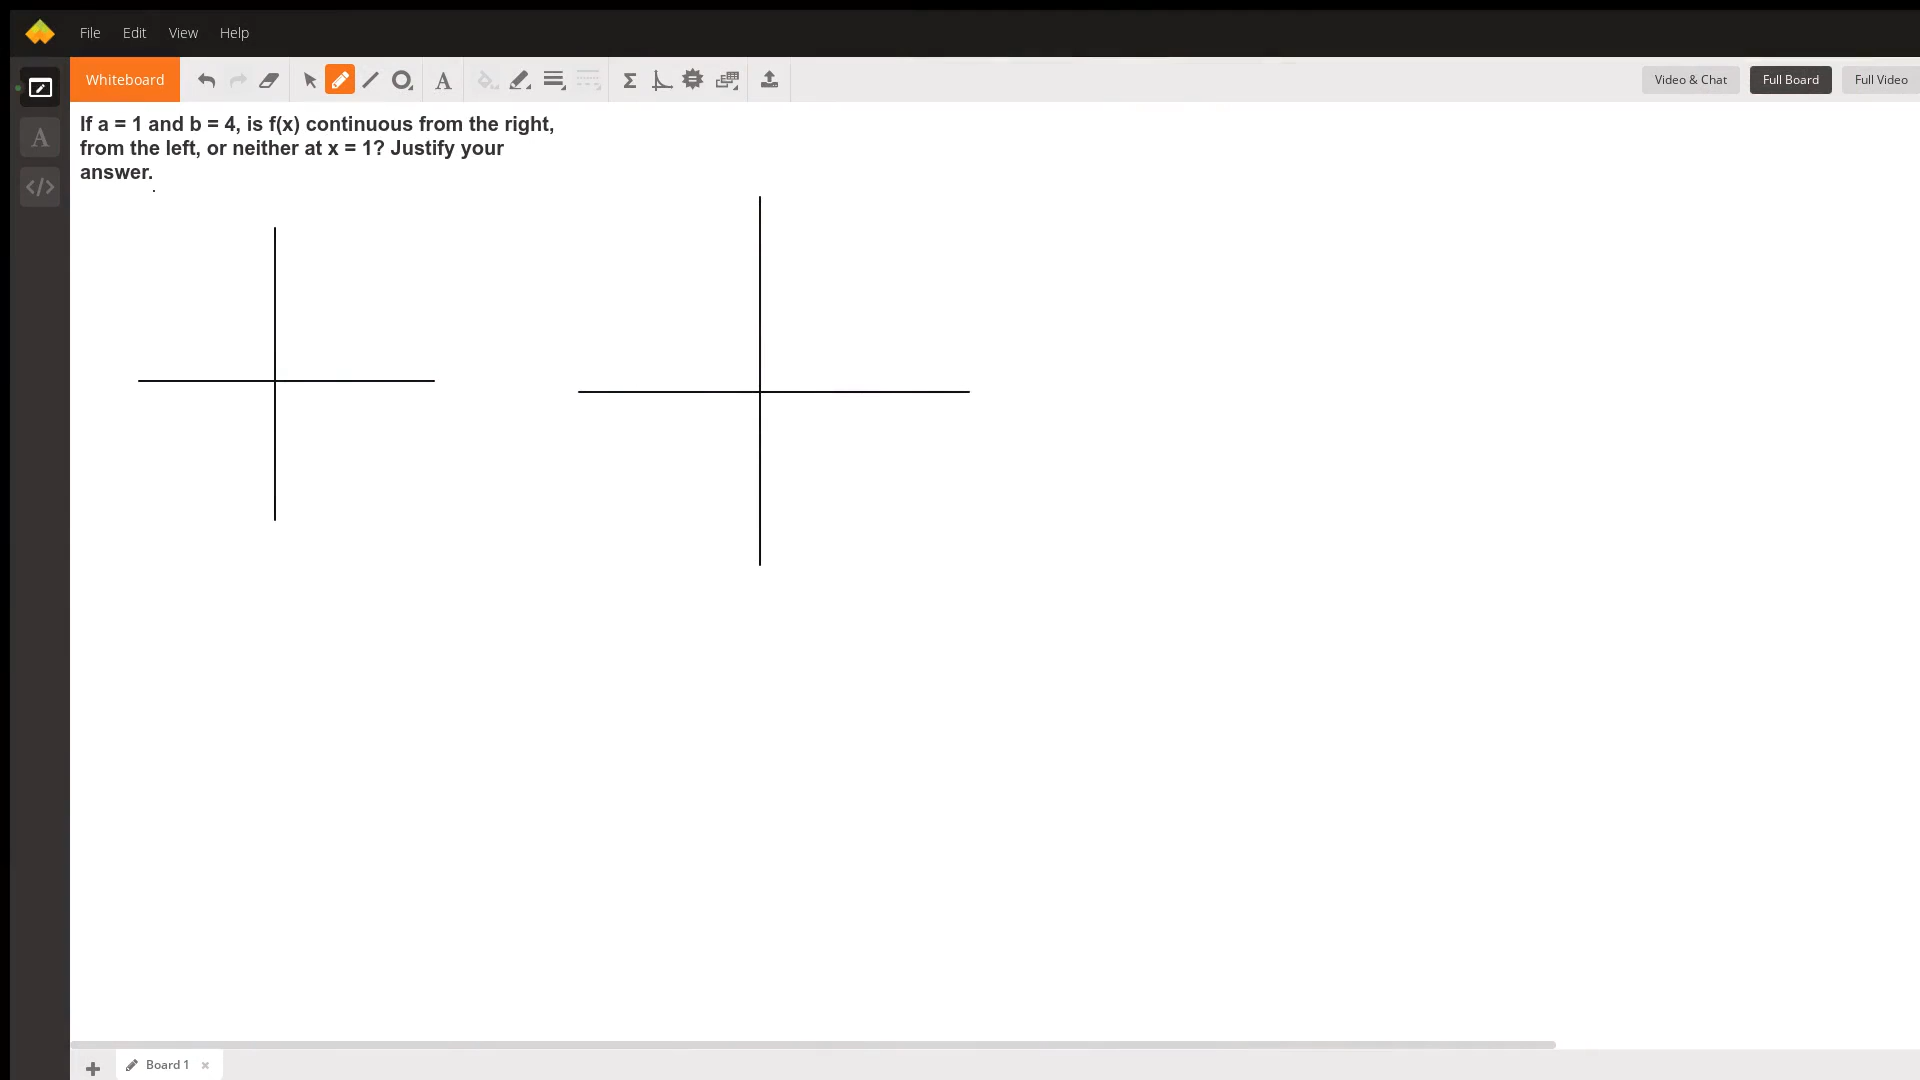 File Edit View Help
Whiteboard
Video & Chat Full Board Full Video
If a = 1 and b = 4, is f(x) continuous from the right,
from the left, or neither at x = 1? Justify your
answer.
Board 1